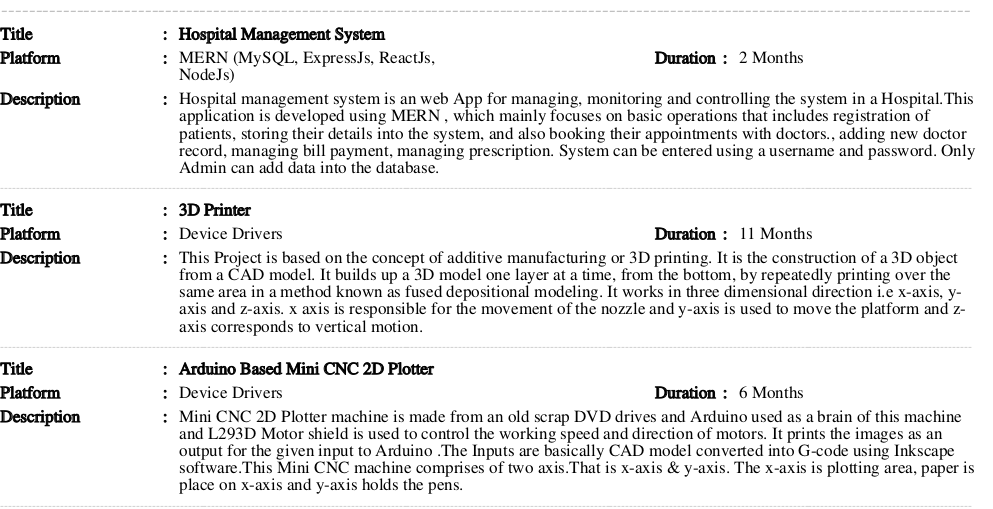 Title : Hospital Management System
Platform : MERN (MySQL, ExpressJs, ReactJs, Duration : 2 Months
NodeJs)
Description : Hospital management system is an web App for managing, monitoring and controlling the system in a Hospital.This
application is developed using MERN , which mainly focuses on basic operations that includes registration of
patients, storing their details into the system, and also booking their appointments with doctors., adding new doctor
record, managing bill payment, managing prescription. System can be entered using a username and password. Only
Admin can add data into the database.
Title : 3D Printer
Platform : Device Drivers Duration : 11 Months
Description : This Project is based on the concept of additive manufacturing or 3D printing. It is the construction of a 3D object
from a CAD model. It builds up a 3D model one layer at a time, from the bottom, by repeatedly printing over the
same area in a method known as fused depositional modeling. It works in three dimensional direction i.e x-axis, y-
axis and z-axis. x axis is responsible for the movement of the nozzle and y-axis is used to move the platform and z-
axis corresponds to vertical motion.
Title : Arduino Based Mini CNC 2D Plotter
Platform : Device Drivers Duration : 6 Months
Description : Mini CNC 2D Plotter machine is made from an old scrap DVD drives and Arduino used as a brain of this machine
and L293D Motor shield is used to control the working speed and direction of motors. It prints the images as an
output for the given input to Arduino .The Inputs are basically CAD model converted into G-code using Inkscape
software.This Mini CNC machine comprises of two axis.That is x-axis & y-axis. The x-axis is plotting area, paper is
place on x-axis and y-axis holds the pens.